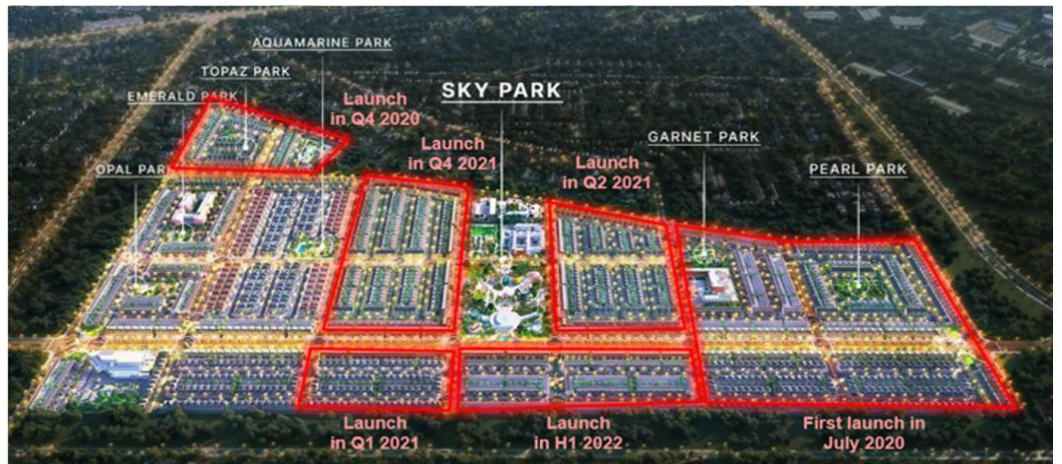 AQUAMARINE PARK
TOPAZ PARK
EMERALD PARK
Launch
in Q4 2020
SKY PARK
Launch
in Q4 2021
Launch
in Q2 2021
GARNET PARK
OPAL PAR
PEARL PARK
Launch
in Q1 2021
Launch
in H1 2022
First launch in
July 2020